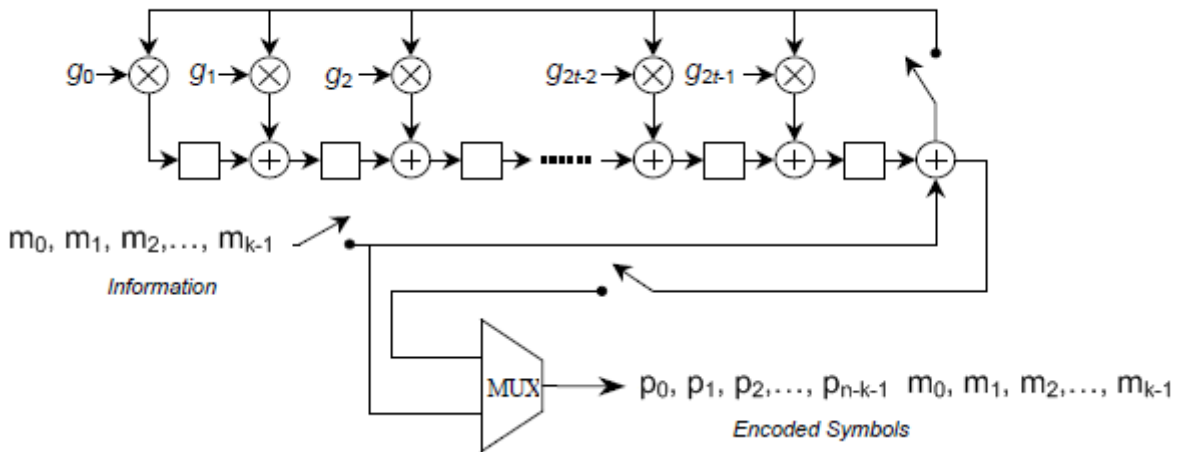 g0 g1 g2 g2t-2 g2t-1
m0, m1, m2,..., mk-1
Information
MUX
p0, p1, p2,..., pn-k-1 m0, m1, m2,..., mk-1
Encoded Symbols